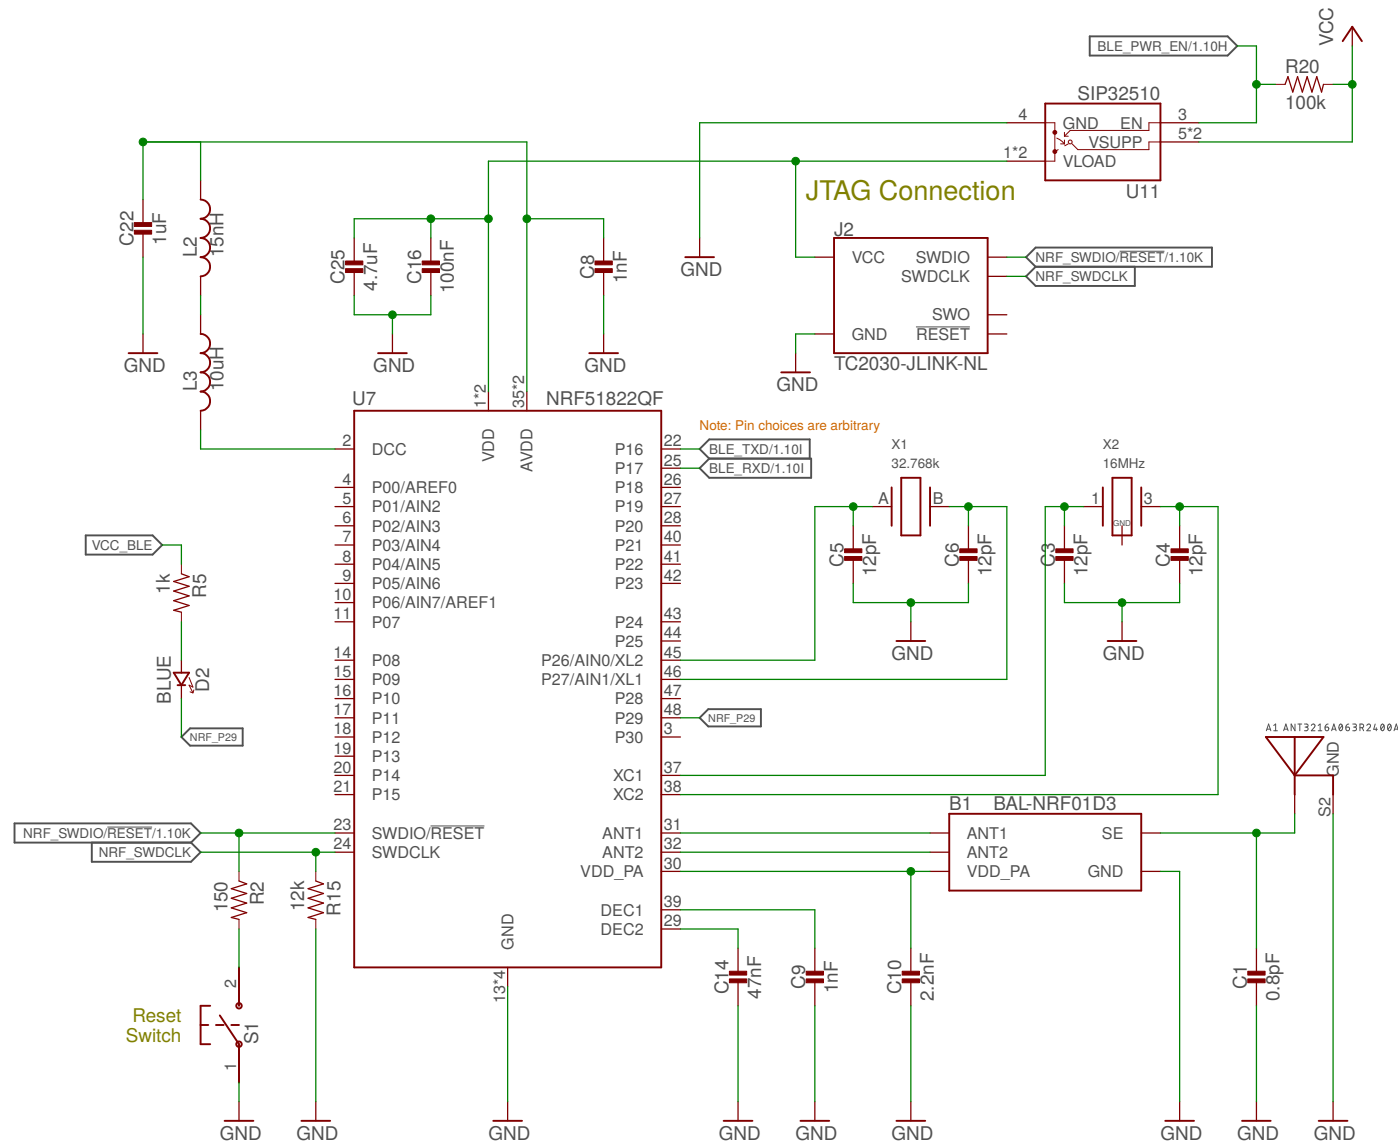 VCC
BLE_PWR_EN/1.10H
R20
100k
SIP32510
4
GND
EN
3
VSUPP
5*2
1*2
VLOAD
U11
JTAG Connection
J2
VCC
SWDIO
NRF_SWDIO/RESET/1.10K
SWDCLK
NRF_SWDCLK
SWO
GND
RESET
TC2030-JLINK-NL
GND
GND
C22
1uF
L2
15nH
C25
4.7uF
C16
100nF
C8
1nF
GND
GND
GND
L3
10uH
U7
1*2
35*2
NRF51822QF
VDD
AVDD
2
DCC
4
P00/AREF0
5
P01/AIN2
6
P02/AIN3
7
P03/AIN4
8
P04/AIN5
9
P05/AIN6
10
P06/AIN7/AREF1
11
P07
14
P08
15
P09
16
P10
17
P11
18
P12
19
P13
20
P14
21
P15
23
SWDIO/RESET
24
SWDCLK
GND
13*4
GND
P16
22
BLE_TXD/1.10I
P17
25
BLE_RXD/1.10I
P18
26
P19
27
P20
28
P21
40
P22
41
P23
42
P24
43
P25
44
P26/AIN0/XL2
45
P27/AIN1/XL1
46
P28
47
P29
48
NRF_P29
P30
3
XC1
37
XC2
38
ANT1
31
ANT2
32
VDD_PA
30
DEC1
39
DEC2
29
Note: Pin choices are arbitrary
X1
32.768k
A
B
C5
12pF
C6
12pF
GND
X2
16MHz
1
3
GND
C3
12pF
C4
12pF
GND
VCC_BLE
1k
R5
BLUE
D2
NRF_P29
NRF_SWDIO/RESET/1.10K
NRF_SWDCLK
150
R2
12k
R15
2
Reset
Switch
S1
1
GND
GND
A1 ANT3216A063R2400A
GND
S2
B1
BAL-NRF01D3
ANT1
SE
ANT2
VDD_PA
GND
C14
47nF
C9
1nF
C10
2.2nF
C1
0.8pF
GND
GND
GND
GND
GND
GND